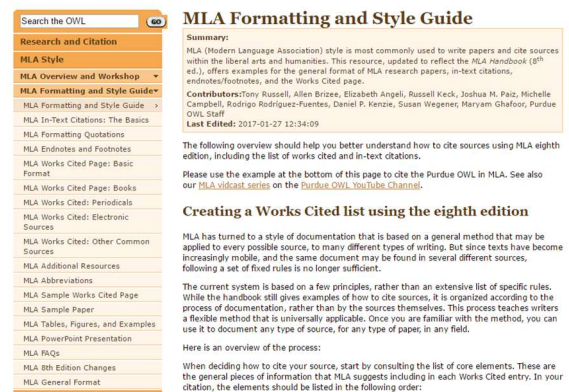 Search the OWL
GO
Research and Citation
MLA Style
MLA Overview and Workshop
MLA Formatting and Style Guide
MLA Formatting and Style Guide
MLA In-Text Citations: The Basics
MLA Formatting Quotations
MLA Endnotes and Footnotes
MLA Works Cited Page: Basic
Format
MLA Works Cited Page: Books
MLA Works Cited: Periodicals
MLA Works Cited: Electronic
Sources
MLA Works Cited: Other Common
Sources
MLA Additional Resources
MLA Abbreviations
MLA Sample Works Cited Page
MLA Sample Paper
MLA Tables, Figures, and Examples
MLA PowerPoint Presentation
MLA FAQs
MLA 8th Edition Changes
MLA General Format
MLA Formatting and Style Guide
Summary:
MLA (Modern Language Association) style is most commonly used to write papers and cite sources
within the liberal arts and humanities. This resource, updated to reflect the MLA Handbook (8th
ed.), offers examples for the general format of MLA research papers, in-text citations,
endnotes/footnotes, and the Works Cited page.
Contributors:Tony Russell, Allen Brizee, Elizabeth Angeli, Russell Keck, Joshua M. Paiz, Michelle
Campbell, Rodrigo Rodríguez-Fuentes, Daniel P. Kenzie, Susan Wegener, Maryam Ghafoor, Purdue
OWL Staff
Last Edited: 2017-01-27 12:34:09
The following overview should help you better understand how to cite sources using MLA eighth
edition, including the list of works cited and in-text citations.
Please use the example at the bottom of this page to cite the Purdue OWL in MLA. See also
our MLA vidcast series on the Purdue OWL YouTube Channel.
Creating a Works Cited list using the eighth edition
MLA has turned to a style of documentation that is based on a general method that may be
applied to every possible source, to many different types of writing. But since texts have become
increasingly mobile, and the same document may be found in several different sources,
following a set of fixed rules is no longer sufficient.
The current system is based on a few principles, rather than an extensive list of specific rules.
While the handbook still gives examples of how to cite sources, it is organized according to the
process of documentation, rather than by the sources themselves. This process teaches writers
a flexible method that is universally applicable. Once you are familiar with the method, you can
use it to document any type of source, for any type of paper, in any field.
Here is an overview of the process:
When deciding how to cite your source, start by consulting the list of core elements. These are
the general pieces of information that MLA suggests including in each Works Cited entry. In your
citation, the elements should be listed in the following order: